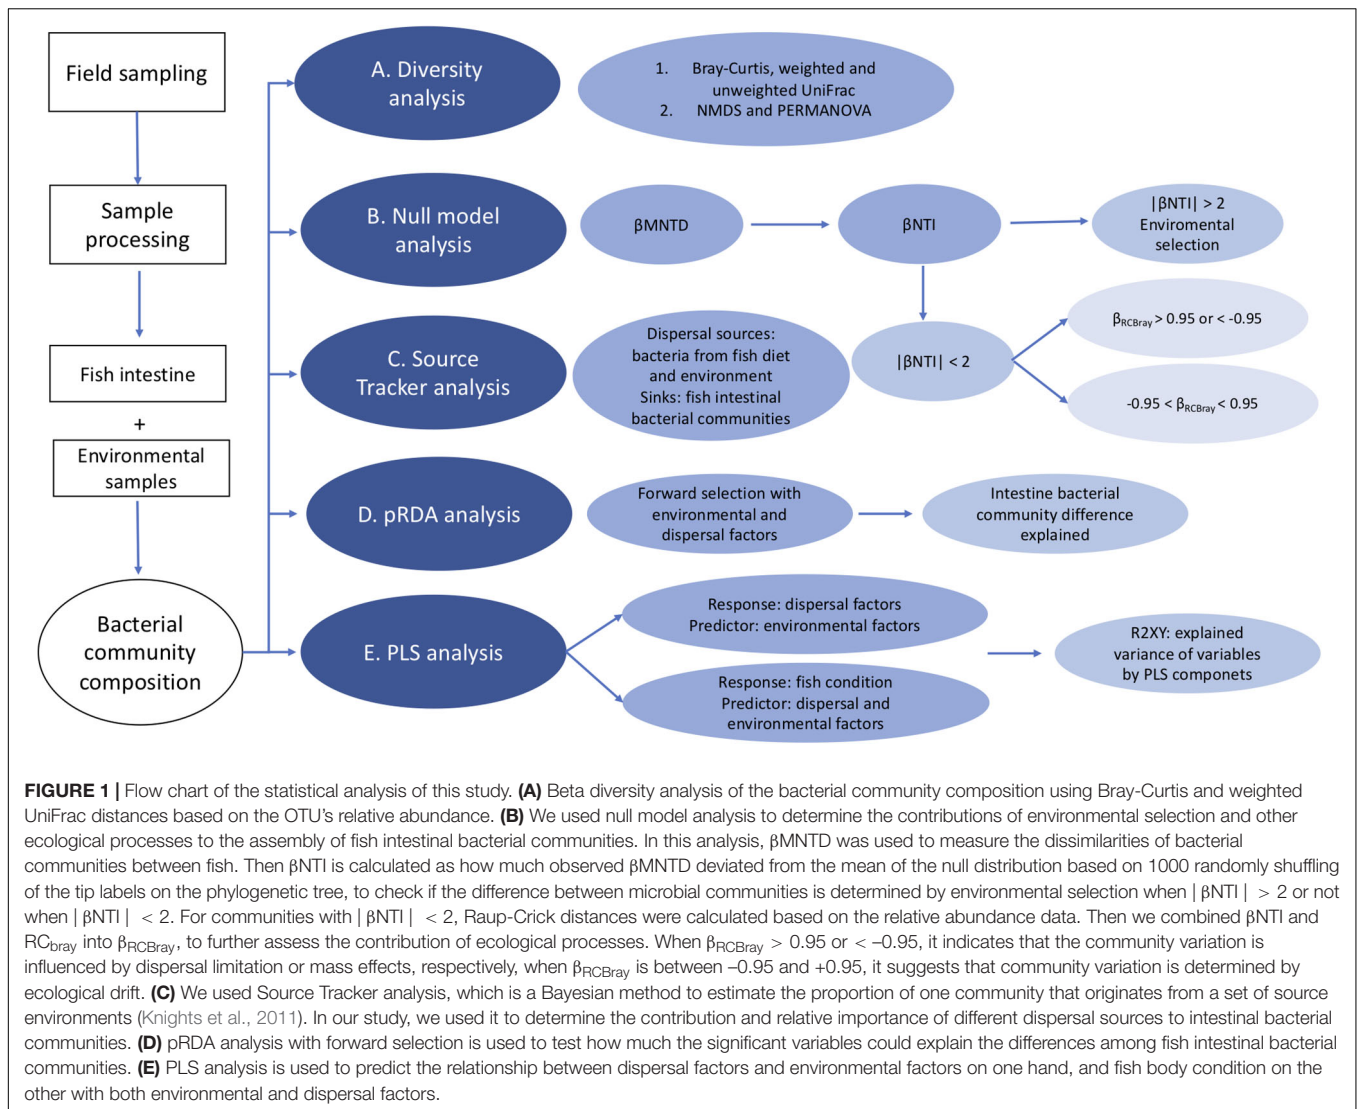 Field sampling
Sample
processing
Fish intestine
+
Environmental
samples
Bacterial
community
composition
A. Diversity
analysis
1. Bray-Curtis, weighted and
unweighted UniFrac
2. NMDS and PERMANOVA
B. Null model
analysis
βMNTD
βNTI
|βNTI| > 2
Enviromental
selection
|βNTI| < 2
βRCBray > 0.95 or < -0.95
-0.95 < βRCBray < 0.95
C. Source
Tracker analysis
Dispersal sources:
bacteria from fish diet
and environment
Sinks: fish intestinal
bacterial communities
D. pRDA analysis
Forward selection with
environmental and
dispersal factors
Intestine bacterial
community difference
explained
E. PLS analysis
Response: dispersal factors
Predictor: environmental factors
Response: fish condition
Predictor: dispersal and
environmental factors
R2XY: explained
variance of variables
by PLS componets
FIGURE 1 | Flow chart of the statistical analysis of this study. (A) Beta diversity analysis of the bacterial community composition using Bray-Curtis and weighted
UniFrac distances based on the OTU's relative abundance. (B) We used null model analysis to determine the contributions of environmental selection and other
ecological processes to the assembly of fish intestinal bacterial communities. In this analysis, βMNTD was used to measure the dissimilarities of bacterial
communities between fish. Then βNTI is calculated as how much observed βMNTD deviated from the mean of the null distribution based on 1000 randomly shuffling
of the tip labels on the phylogenetic tree, to check if the difference between microbial communities is determined by environmental selection when | βNTI | > 2 or not
when | βNTI | < 2. For communities with | βNTI | < 2, Raup-Crick distances were calculated based on the relative abundance data. Then we combined βNTI and
RCbray into βRCBray, to further assess the contribution of ecological processes. When βRCBray > 0.95 or < –0.95, it indicates that the community variation is
influenced by dispersal limitation or mass effects, respectively, when βRCBray is between –0.95 and +0.95, it suggests that community variation is determined by
ecological drift. (C) We used Source Tracker analysis, which is a Bayesian method to estimate the proportion of one community that originates from a set of source
environments (Knights et al., 2011). In our study, we used it to determine the contribution and relative importance of different dispersal sources to intestinal bacterial
communities. (D) pRDA analysis with forward selection is used to test how much the significant variables could explain the differences among fish intestinal bacterial
communities. (E) PLS analysis is used to predict the relationship between dispersal factors and environmental factors on one hand, and fish body condition on the
other with both environmental and dispersal factors.